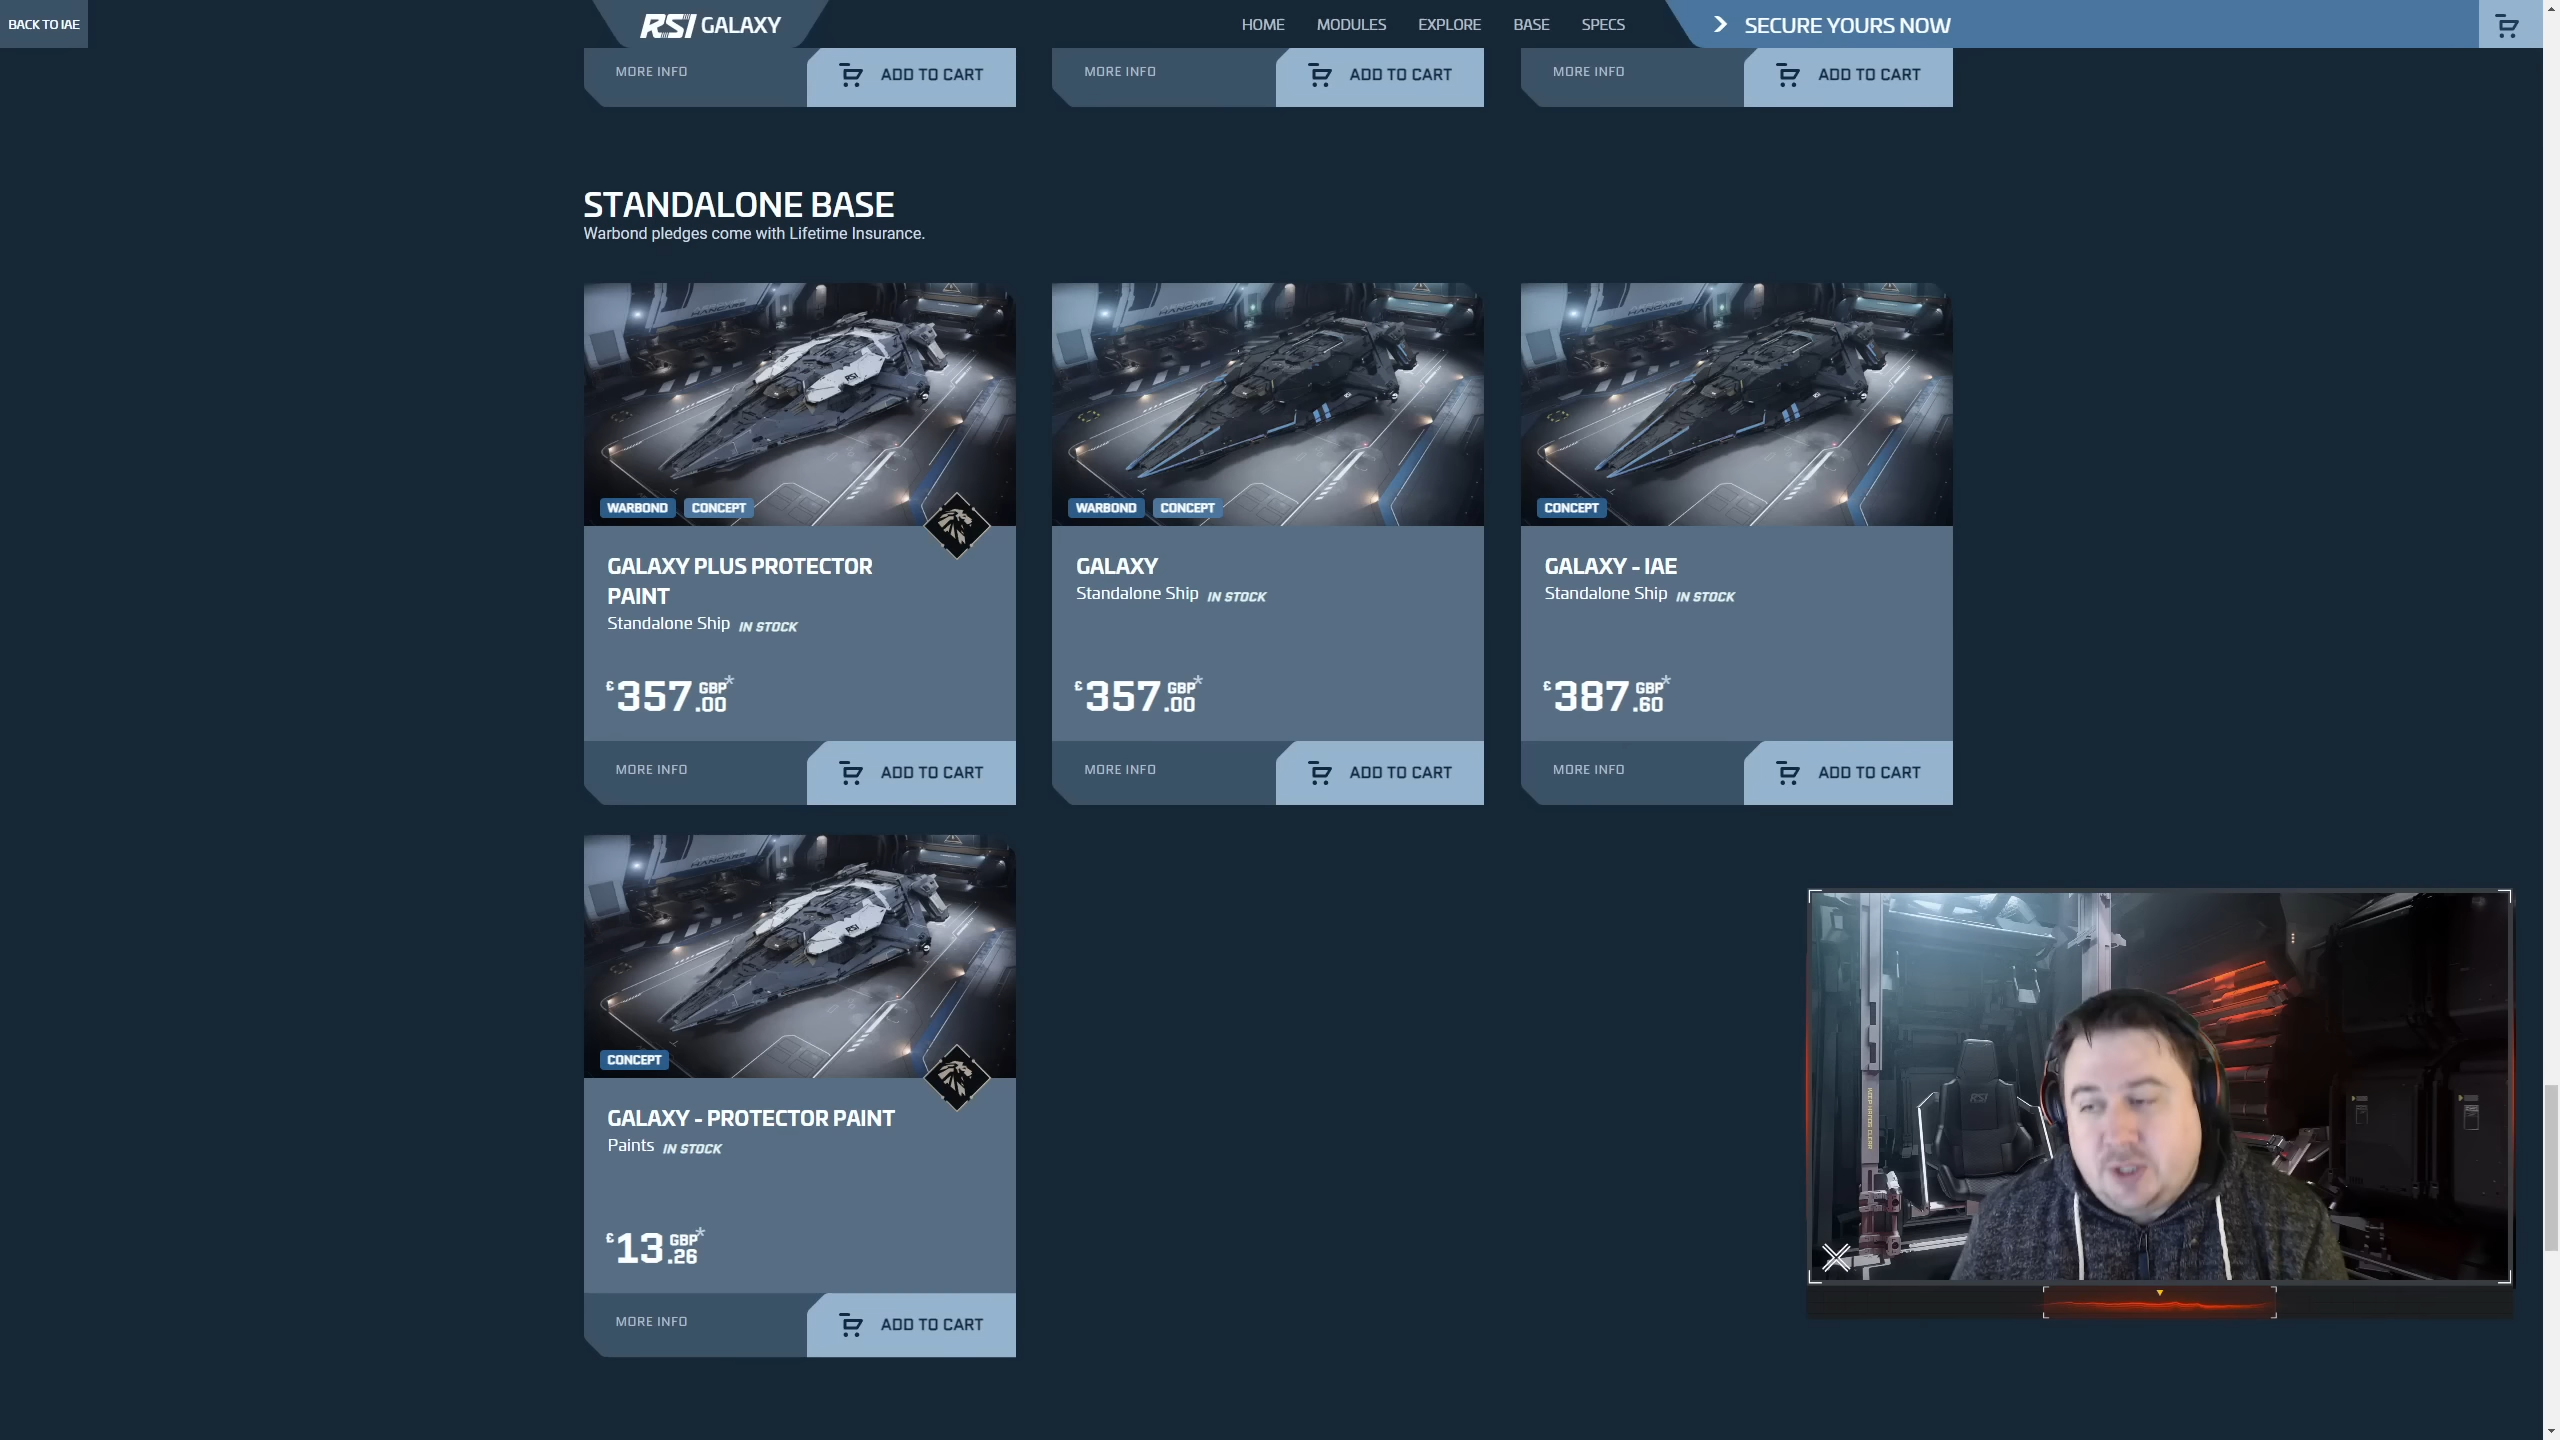 BACK TO IAE
RSI GALAXY
HOME
MODULES
EXPLORE
BASE
SPECS
SECURE YOURS NOW
MORE INFO
ADD TO CART
MORE INFO
ADD TO CART
MORE INFO
ADD TO CART
STANDALONE BASE
Warbond pledges come with Lifetime Insurance.
RSI
WARBOND
CONCEPT
GALAXY PLUS PROTECTOR
PAINT
Standalone Ship IN STOCK
£357.00 GBP*
MORE INFO
ADD TO CART
WARBOND
CONCEPT
GALAXY
Standalone Ship IN STOCK
£357.00 GBP*
MORE INFO
ADD TO CART
CONCEPT
GALAXY - IAE
Standalone Ship IN STOCK
£387.60 GBP*
MORE INFO
ADD TO CART
RSI
CONCEPT
GALAXY - PROTECTOR PAINT
Paints IN STOCK
£13.26 GBP*
MORE INFO
ADD TO CART
RSI